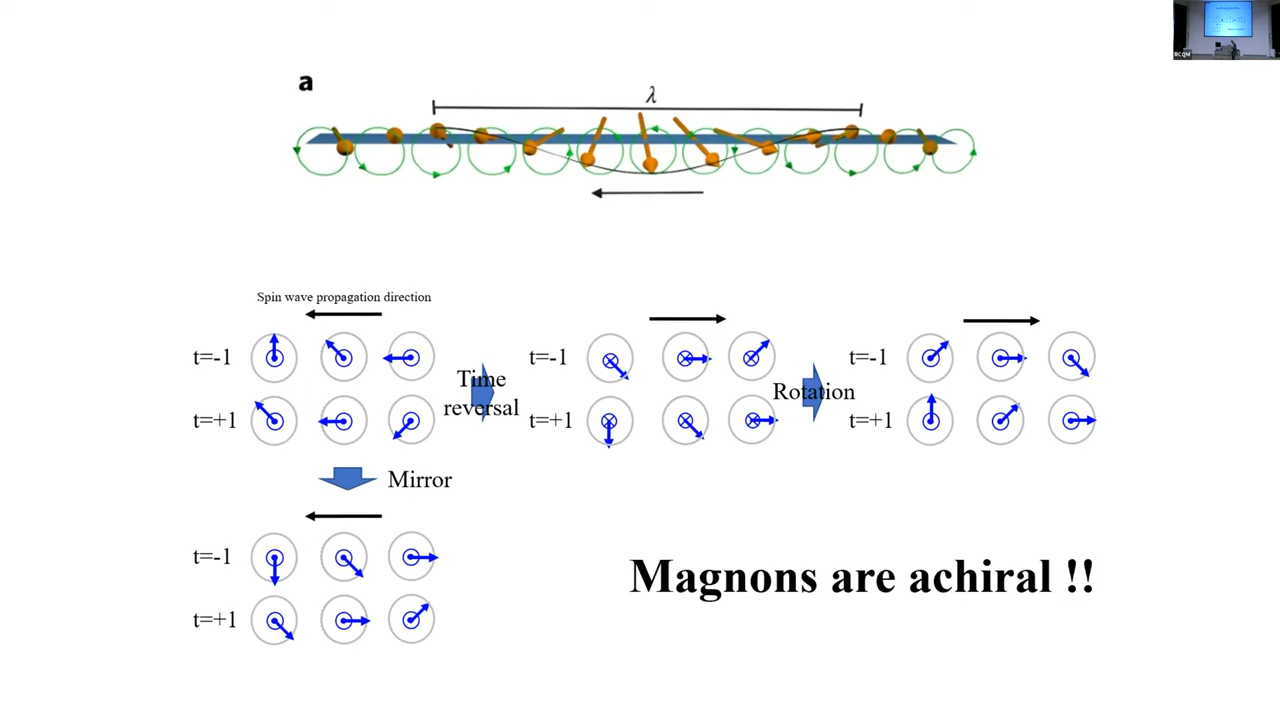 RCQM
a
λ
Spin wave propagation direction
t=-1
t=+1
Time
reversal
t=-1
t=+1
Rotation
t=-1
t=+1
Mirror
t=-1
t=+1
Magnons are achiral !!